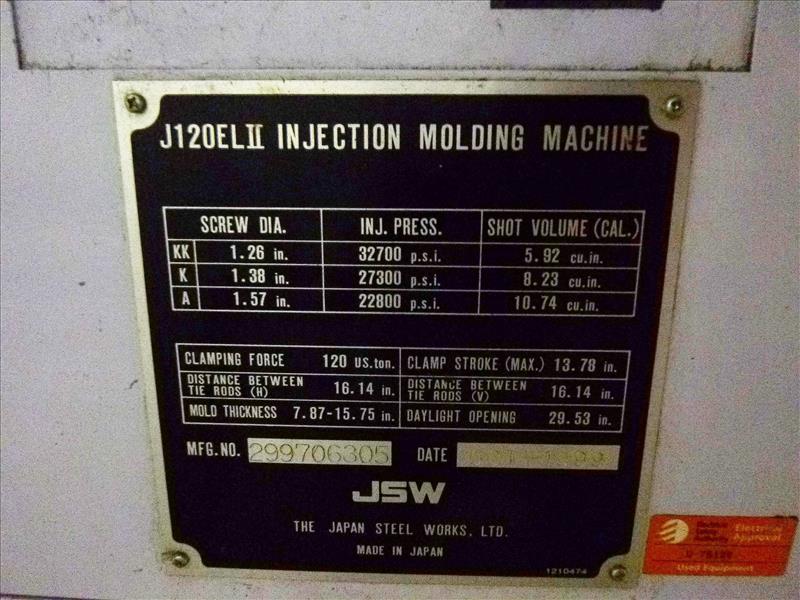 J120ELII INJECTION MOLDING MACHINE
SCREW DIA. INJ. PRESS. SHOT VOLUME (CAL.)
KK 1.26 in. 32700 p.s.i. 5.92 cu.in.
K 1.38 in. 27300 p.s.i. 8.23 cu.in.
A 1.57 in. 22800 p.s.i. 10.74 cu.in.
CLAMPING FORCE 120 US.ton. CLAMP STROKE (MAX.) 13.78 in.
DISTANCE BETWEEN TIE RODS (H) 16.14 in. DISTANCE BETWEEN TIE RODS (V) 16.14 in.
MOLD THICKNESS 7.87-15.75 in. DAYLIGHT OPENING 29.53 in.
MFG.NO. 299706305 DATE
JSW
THE JAPAN STEEL WORKS, LTD.
MADE IN JAPAN
1210474
Electrical Safety Authority
Electrical Approval
Used Equipment